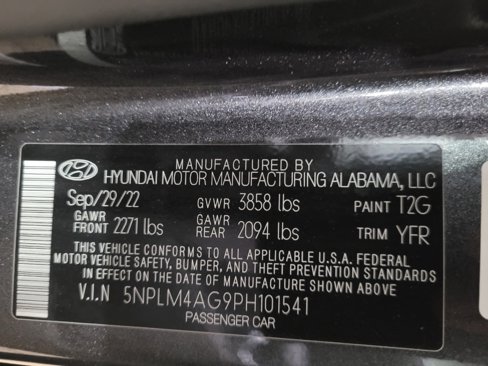 MANUFACTURED BY
HYUNDAI MOTOR MANUFACTURING ALABAMA, LLC
Sep/29/22 GVWR 3858 lbs PAINT T2G
GAWR FRONT 2271 lbs GAWR REAR 2094 lbs TRIM YFR
THIS VEHICLE CONFORMS TO ALL APPLICABLE U.S.A. FEDERAL
MOTOR VEHICLE SAFETY, BUMPER, AND THEFT PREVENTION STANDARDS
IN EFFECT ON THE DATE OF MANUFACTURE SHOWN ABOVE
V.I.N 5NPLM4AG9PH101541
PASSENGER CAR